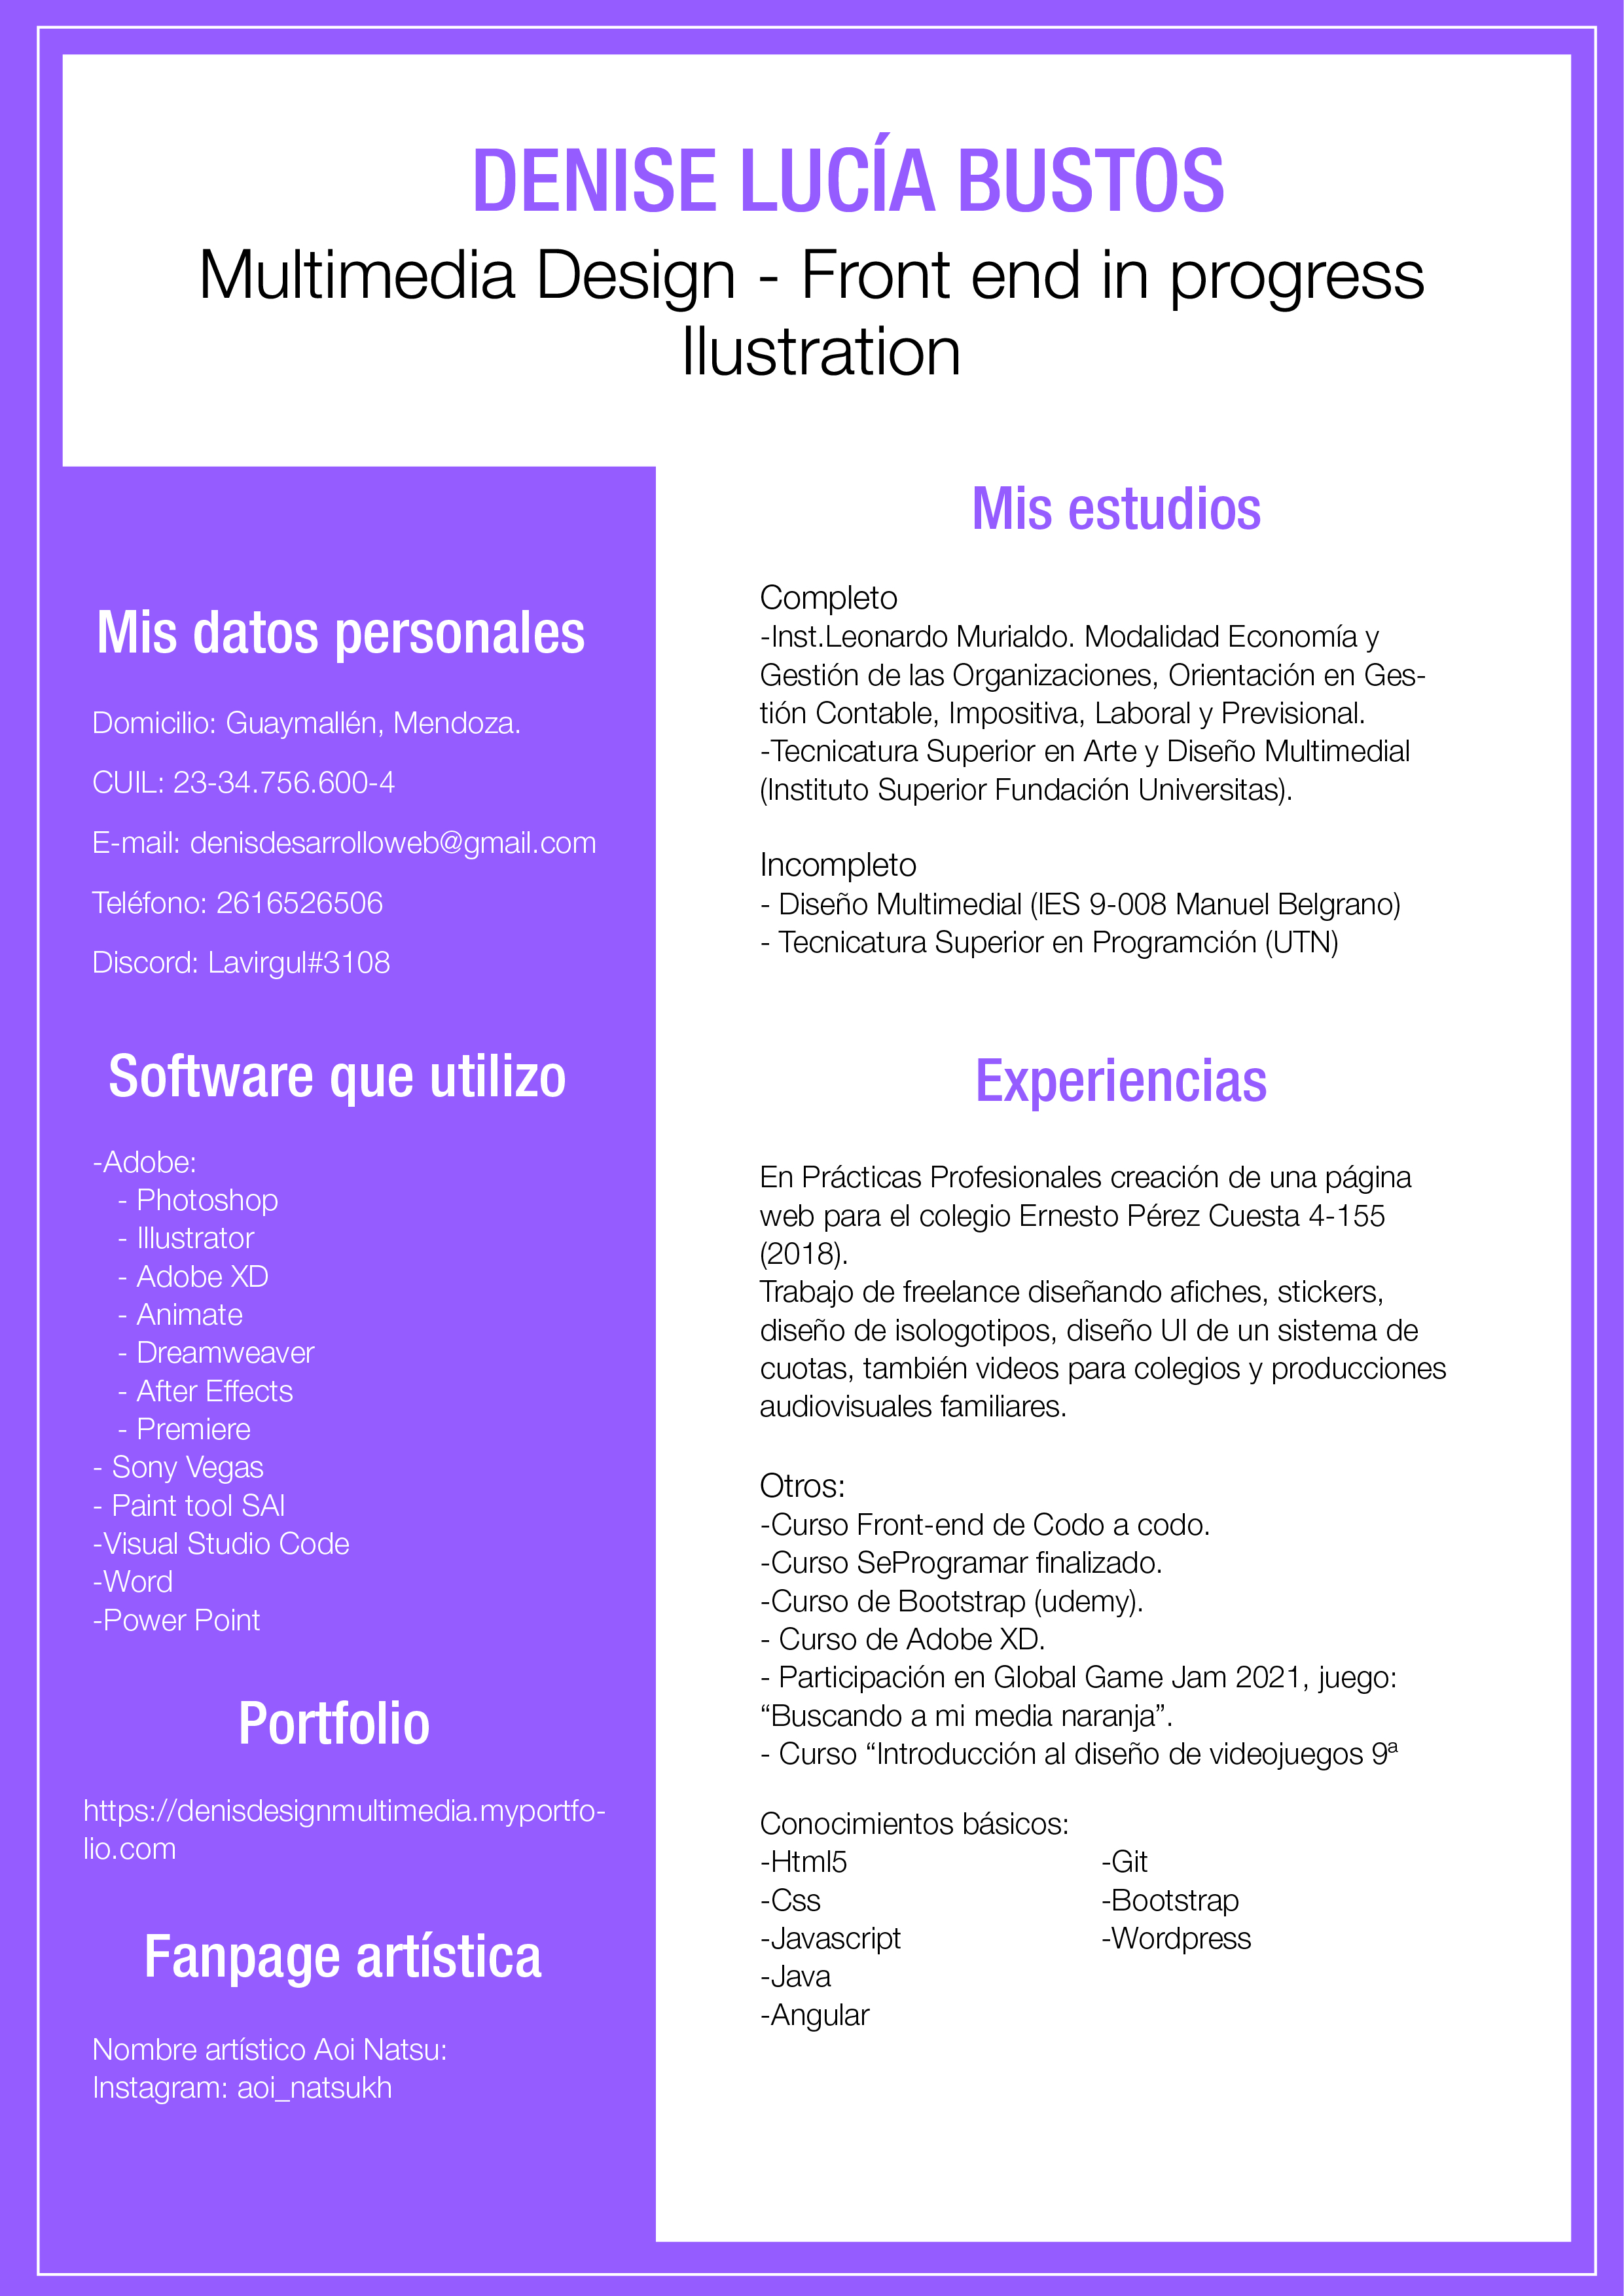 DENISE LUCÍA BUSTOS
Multimedia Design - Front end in progress
Ilustration
Mis datos personales
Domicilio: Guaymallén, Mendoza.
CUIL: 23-34.756.600-4
E-mail: denisdesarrolloweb@gmail.com
Teléfono: 2616526506
Discord: Lavirgul#3108
Software que utilizo
-Adobe:
- Photoshop
- Illustrator
- Adobe XD
- Animate
- Dreamweaver
- After Effects
- Premiere
- Sony Vegas
- Paint tool SAI
-Visual Studio Code
-Word
-Power Point
Portfolio
https://denisdesignmultimedia.myportfo-
lio.com
Fanpage artística
Nombre artístico Aoi Natsu:
Instagram: aoi_natsukh
Mis estudios
Completo
-Inst.Leonardo Murialdo. Modalidad Economía y
Gestión de las Organizaciones, Orientación en Ges-
tión Contable, Impositiva, Laboral y Previsional.
-Tecnicatura Superior en Arte y Diseño Multimedial
(Instituto Superior Fundación Universitas).
Incompleto
- Diseño Multimedial (IES 9-008 Manuel Belgrano)
- Tecnicatura Superior en Programción (UTN)
Experiencias
En Prácticas Profesionales creación de una página
web para el colegio Ernesto Pérez Cuesta 4-155
(2018).
Trabajo de freelance diseñando afiches, stickers,
diseño de isologotipos, diseño UI de un sistema de
cuotas, también videos para colegios y producciones
audiovisuales familiares.
Otros:
-Curso Front-end de Codo a codo.
-Curso SeProgramar finalizado.
-Curso de Bootstrap (udemy).
- Curso de Adobe XD.
- Participación en Global Game Jam 2021, juego:
“Buscando a mi media naranja”.
- Curso “Introducción al diseño de videojuegos 9ª
Conocimientos básicos:
-Html5
-Css
-Javascript
-Java
-Angular
-Git
-Bootstrap
-Wordpress